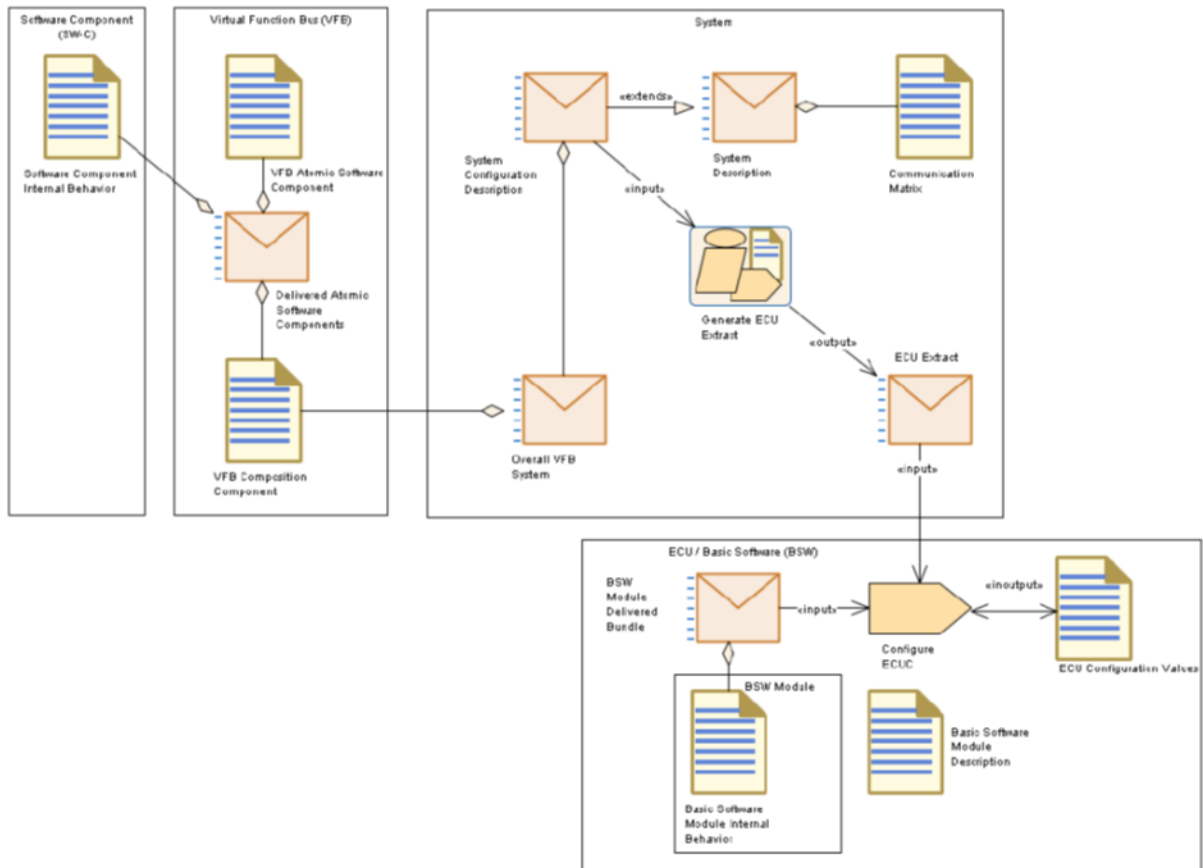 Software Component
(SW-C)
Software Component
Internal Behavior
Virtual Function Bus (VFB)
VFB Atomic Software
Component
Delivered Atomic
Software
Components
VFB Composition
Component
System
System
Configuration
Description
«extends»
System
Description
Communication
Matrix
«input»
Generate ECU
Extract
«output»
ECU Extract
Overall VFB
System
«input»
ECU / Basic Software (BSW)
BSW
Module
Delivered
Bundle
«input»
Configure
ECUC
«inoutput»
ECU Configuration Values
BSW Module
Basic Software
Module Internal
Behavior
Basic Software
Module
Description